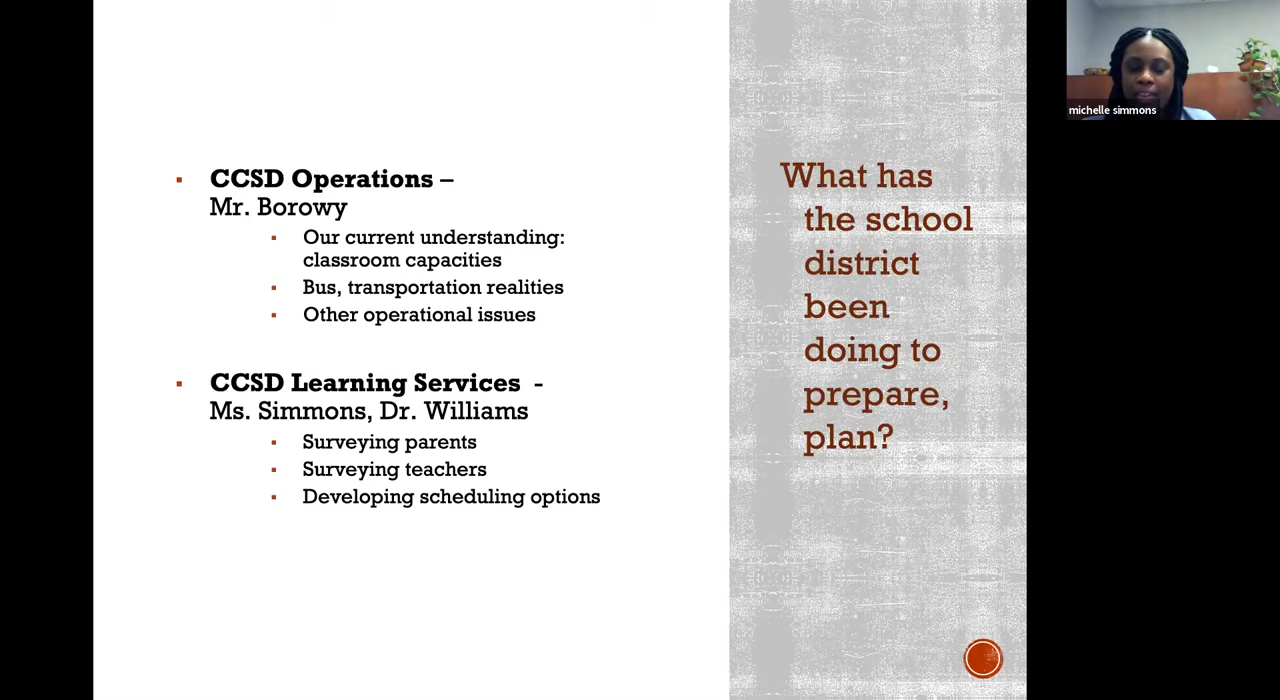 CCSD Operations –
Mr. Borowy
Our current understanding:
classroom capacities
Bus, transportation realities
Other operational issues
CCSD Learning Services -
Ms. Simmons, Dr. Williams
Surveying parents
Surveying teachers
Developing scheduling options
What has
the school
district
been
doing to
prepare,
plan?
michelle simmons